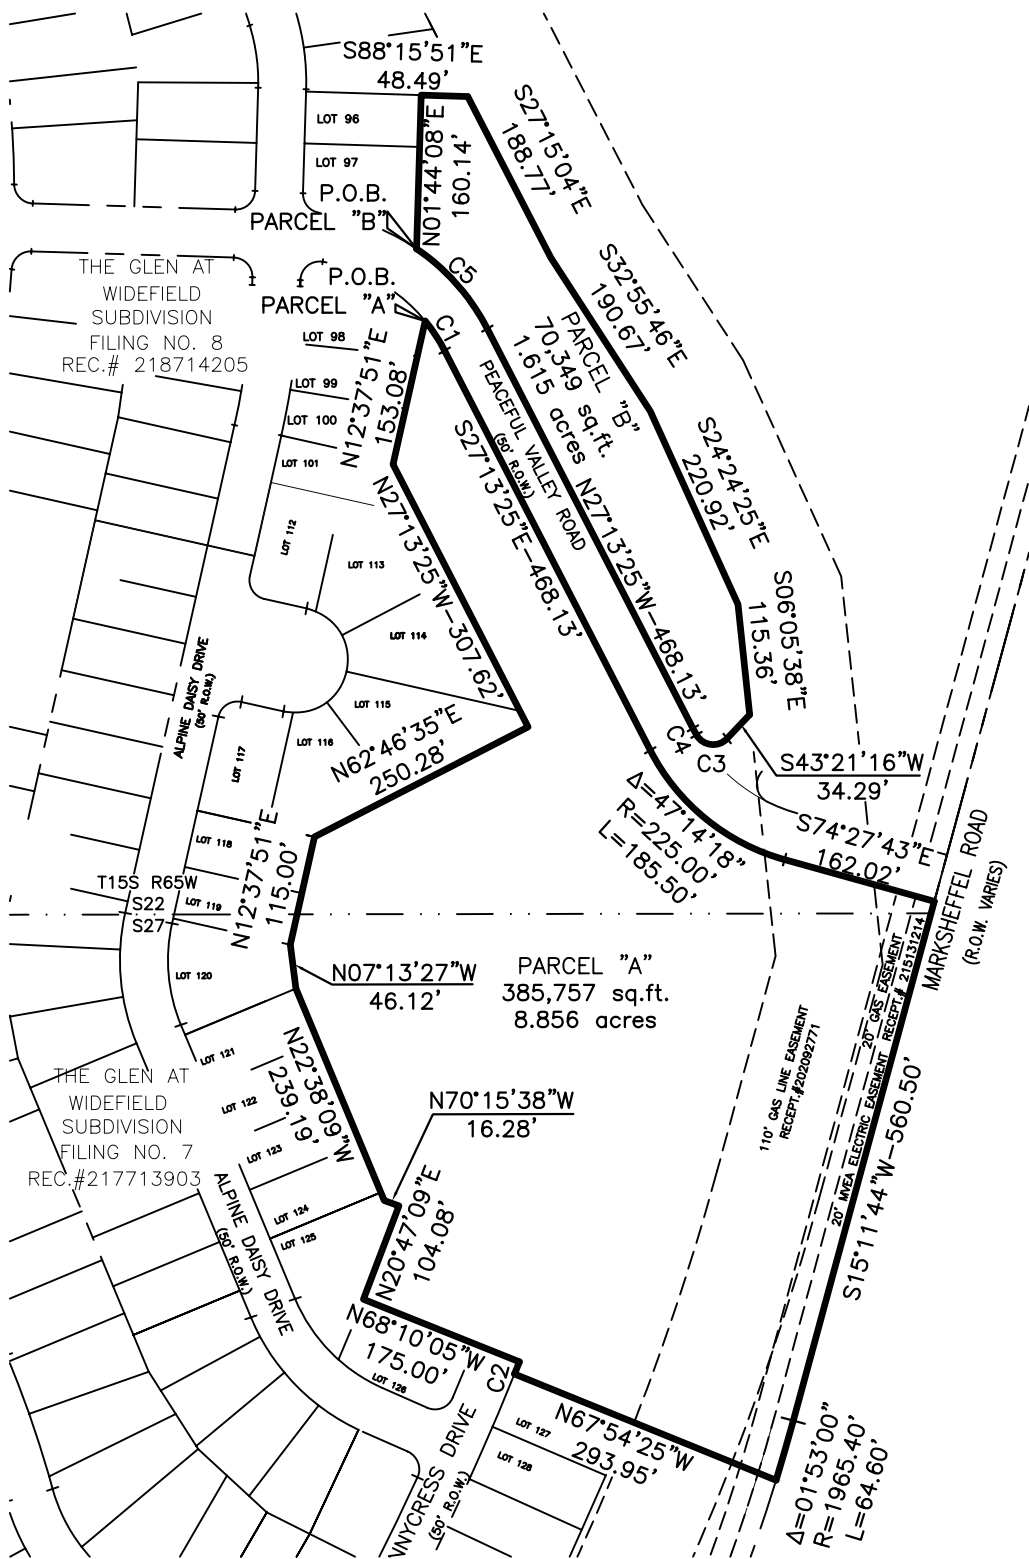 S88°15'51"E
48.49'
LOT 96
LOT 97
N01°44'08"E
160.14'
S27°15'04"E
188.77'
P.O.B.
PARCEL "B"
P.O.B.
PARCEL "A"
C5
C1
THE GLEN AT
WIDEFIELD
SUBDIVISION
FILING NO. 8
REC.# 218714205
S32°55'46"E
190.67'
PARCEL "B"
70,349 sq.ft.
1.615 acres
LOT 98
LOT 99
LOT 100
LOT 101
N12°37'51"E
153.08'
PEACEFUL VALLEY ROAD
(50' R.O.W.)
S24°24'25"E
220.92'
S27°13'25"E-468.13'
N27°13'25"W-468.13'
N27°13'25"W-307.62'
LOT 112
LOT 113
LOT 114
LOT 115
LOT 116
LOT 117
LOT 118
LOT 119
S06°05'38"E
115.36'
ALPINE DAISY DRIVE
(50' R.O.W.)
N62°46'35"E
250.28'
C4
C3
S43°21'16"W
34.29'
Δ=47°14'18"
R=225.00'
L=185.50'
S74°27'43"E
162.02'
MARKSHEFFEL ROAD
(R.O.W. VARIES)
N12°37'51"E
115.00'
T15S R65W
S22
S27
LOT 120
N07°13'27"W
46.12'
PARCEL "A"
385,757 sq.ft.
8.856 acres
20' GAS EASEMENT
20' MVEA ELECTRIC EASEMENT RECEPT.# 215131214
110' GAS LINE EASEMENT
RECEPT.#202092771
S15°11'44"W-560.50'
LOT 121
LOT 122
LOT 123
LOT 124
LOT 125
N22°38'09"W
239.19'
THE GLEN AT
WIDEFIELD
SUBDIVISION
FILING NO. 7
REC.#217713903
N70°15'38"W
16.28'
N20°47'09"E
104.08'
ALPINE DAISY DRIVE
(50' R.O.W.)
N68°10'05"W
175.00'
LOT 126
C2
VNYCRESS DRIVE
(50' R.O.W.)
LOT 127
LOT 128
N67°54'25"W
293.95'
Δ=01°53'00"
R=1965.40'
L=64.60'